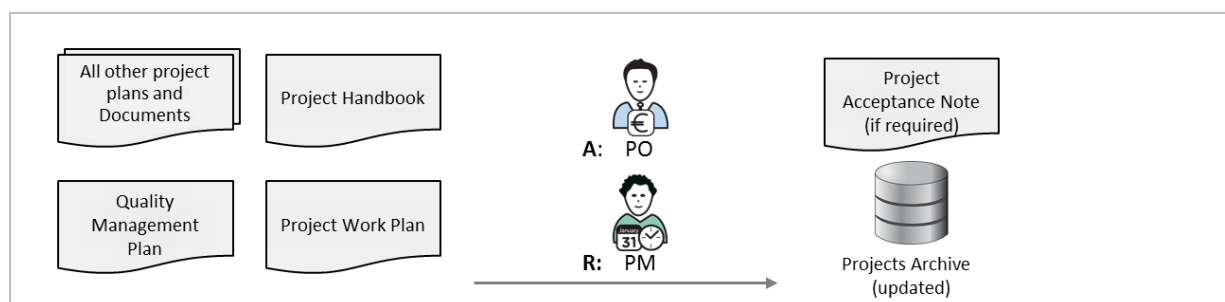 All other project
plans and
Documents
Project Handbook
A: PO
€
Project
Acceptance Note
(if required)
Quality
Management
Plan
Project Work Plan
January
31
R: PM
Projects Archive
(updated)